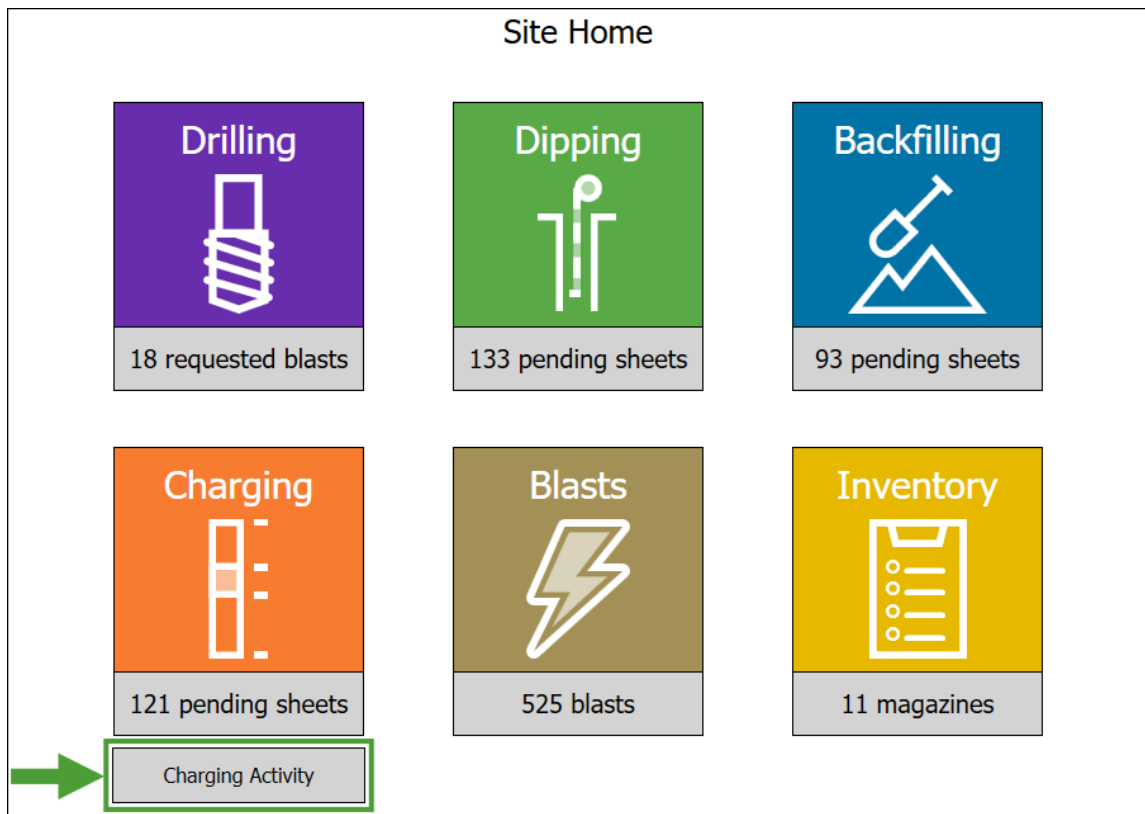 Site Home
Drilling
Dipping
Backfilling
18 requested blasts
133 pending sheets
93 pending sheets
Charging
Blasts
Inventory
121 pending sheets
525 blasts
11 magazines
Charging Activity